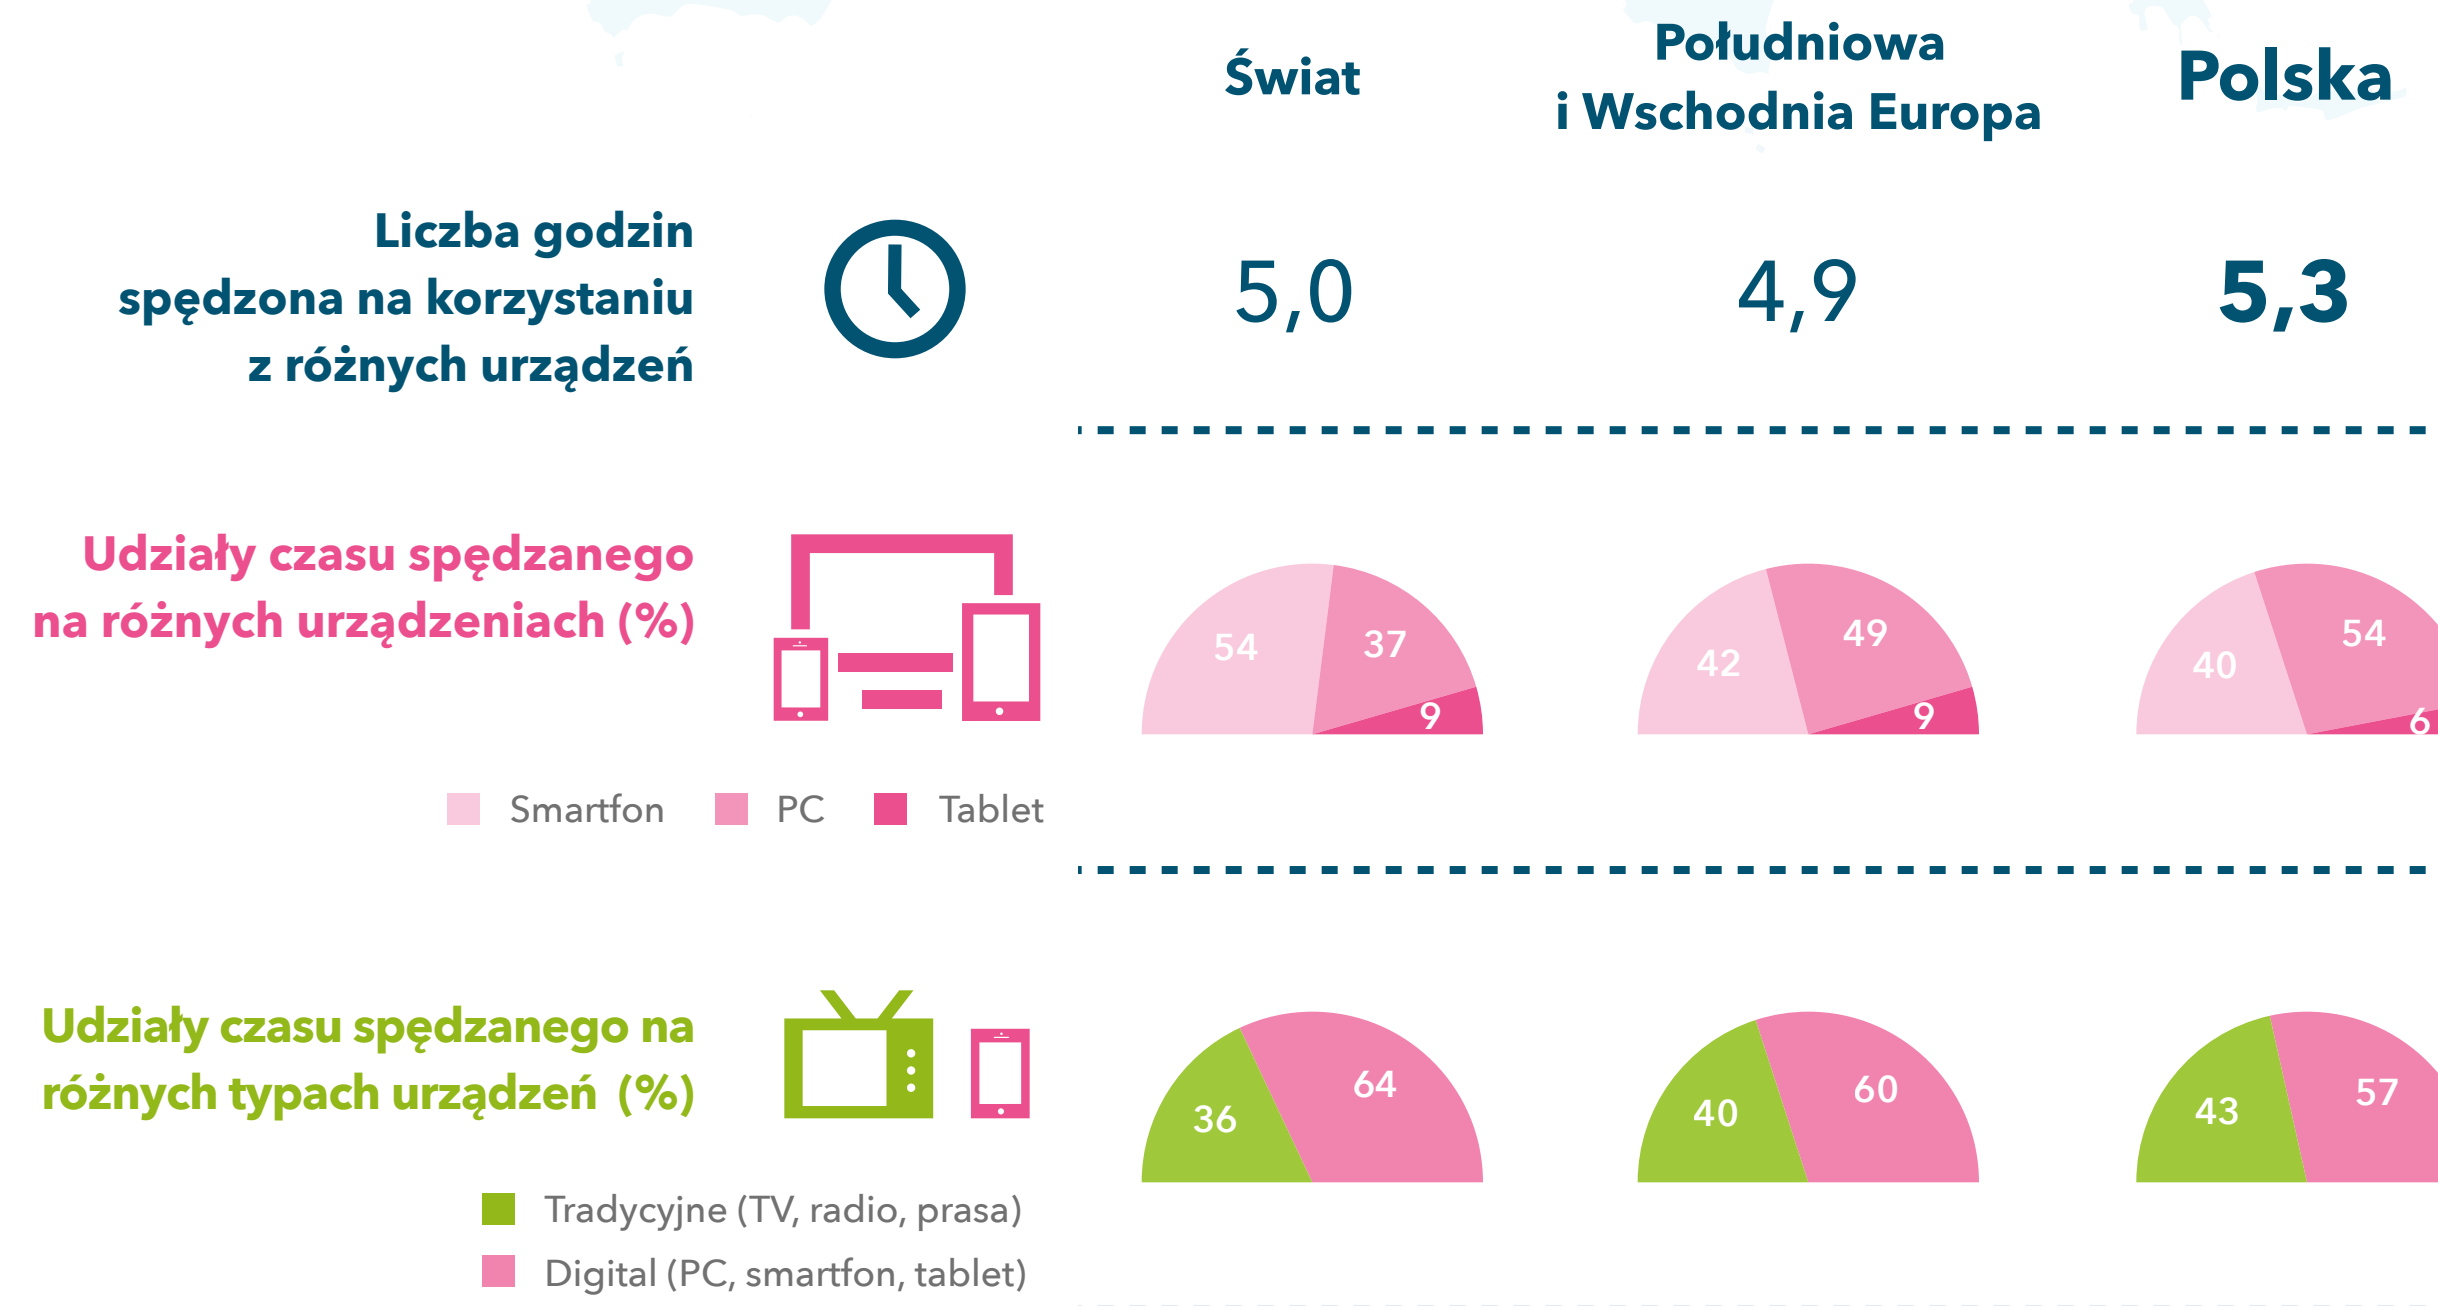 Świat
Południowa
i Wschodnia Europa
Polska
Liczba godzin
spędzona na korzystaniu
z różnych urządzeń
5,0
4,9
5,3
Udziały czasu spędzanego
na różnych urządzeniach (%)
54
37
9
42
49
9
40
54
6
Smartfon
PC
Tablet
Udziały czasu spędzanego na
różnych typach urządzeń (%)
36
64
40
60
43
57
Tradycyjne (TV, radio, prasa)
Digital (PC, smartfon, tablet)